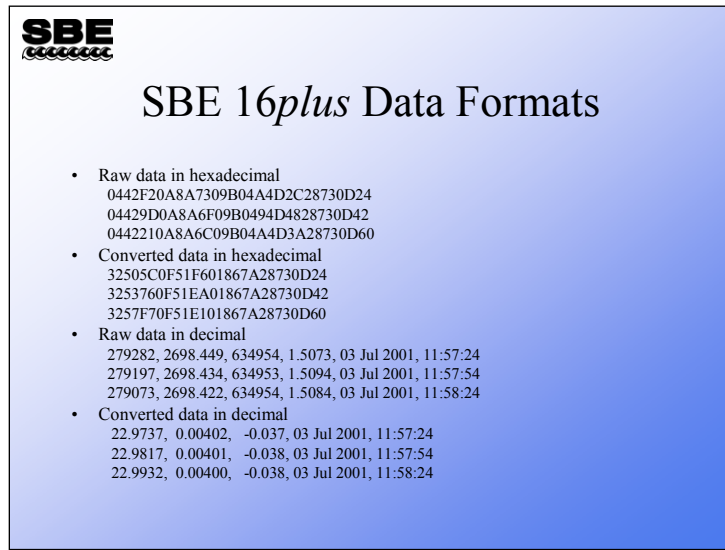 SBE
SBE 16plus Data Formats
• Raw data in hexadecimal
0442F20A8A7309B04A4D2C28730D24
04429D0A8A6F09B0494D4828730D42
0442210A8A6C09B04A4D3A28730D60
• Converted data in hexadecimal
32505C0F51F601867A28730D24
3253760F51EA01867A28730D42
3257F70F51E101867A28730D60
• Raw data in decimal
279282, 2698.449, 634954, 1.5073, 03 Jul 2001, 11:57:24
279197, 2698.434, 634953, 1.5094, 03 Jul 2001, 11:57:54
279073, 2698.422, 634954, 1.5084, 03 Jul 2001, 11:58:24
• Converted data in decimal
22.9737, 0.00402, -0.037, 03 Jul 2001, 11:57:24
22.9817, 0.00401, -0.038, 03 Jul 2001, 11:57:54
22.9932, 0.00400, -0.038, 03 Jul 2001, 11:58:24